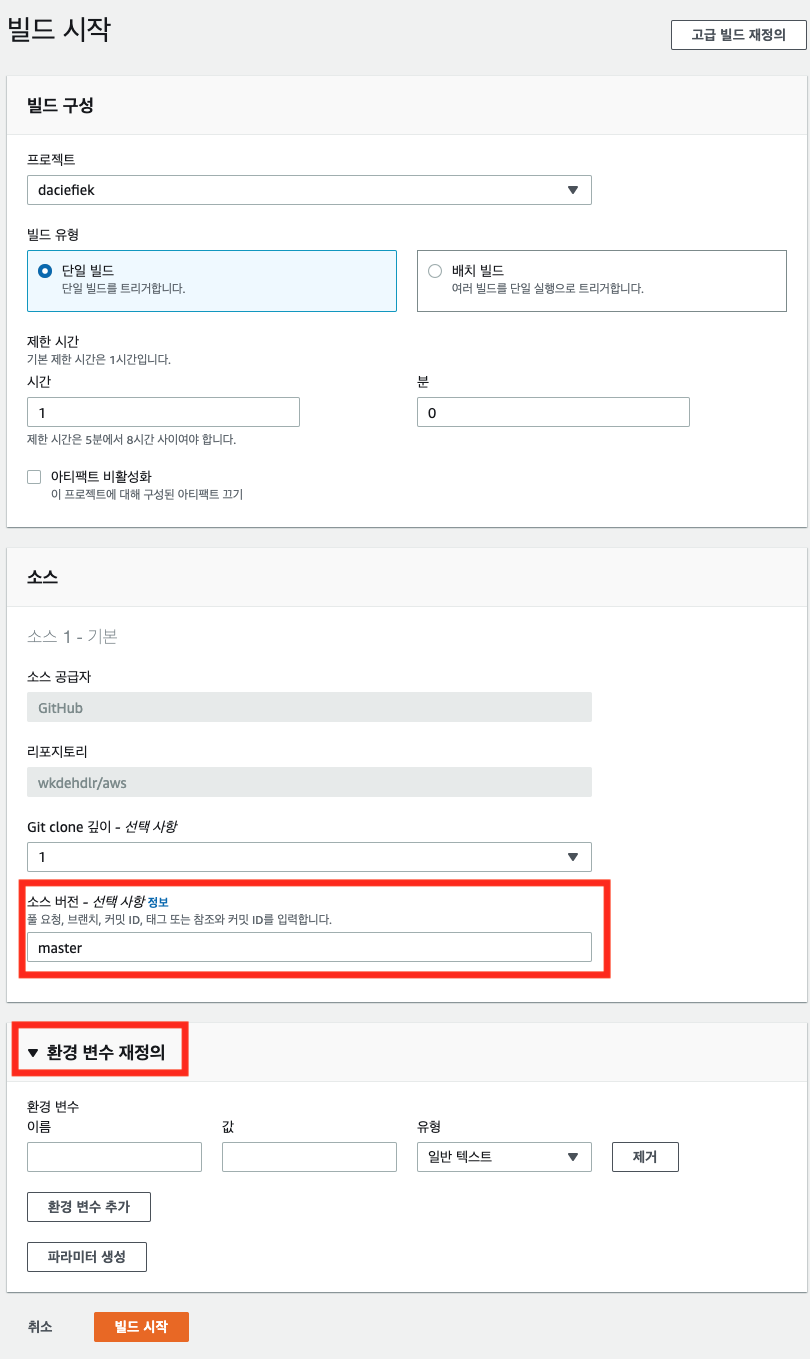 빌드 시작
고급 빌드 재정의
빌드 구성
프로젝트
daciefiek
빌드 유형
단일 빌드
단일 빌드를 트리거합니다.
배치 빌드
여러 빌드를 단일 실행으로 트리거합니다.
제한 시간
기본 제한 시간은 1시간입니다.
시간
분
1
0
제한 시간은 5분에서 8시간 사이여야 합니다.
아티팩트 비활성화
이 프로젝트에 대해 구성된 아티팩트 끄기
소스
소스 1 - 기본
소스 공급자
GitHub
리포지토리
wkdehdlr/aws
Git clone 깊이 - 선택 사항
1
소스 버전 - 선택 사항 정보
풀 요청, 브랜치, 커밋 ID, 태그 또는 참조와 커밋 ID를 입력합니다.
master
환경 변수 재정의
환경 변수
이름
값
유형
일반 텍스트
제거
환경 변수 추가
파라미터 생성
취소
빌드 시작